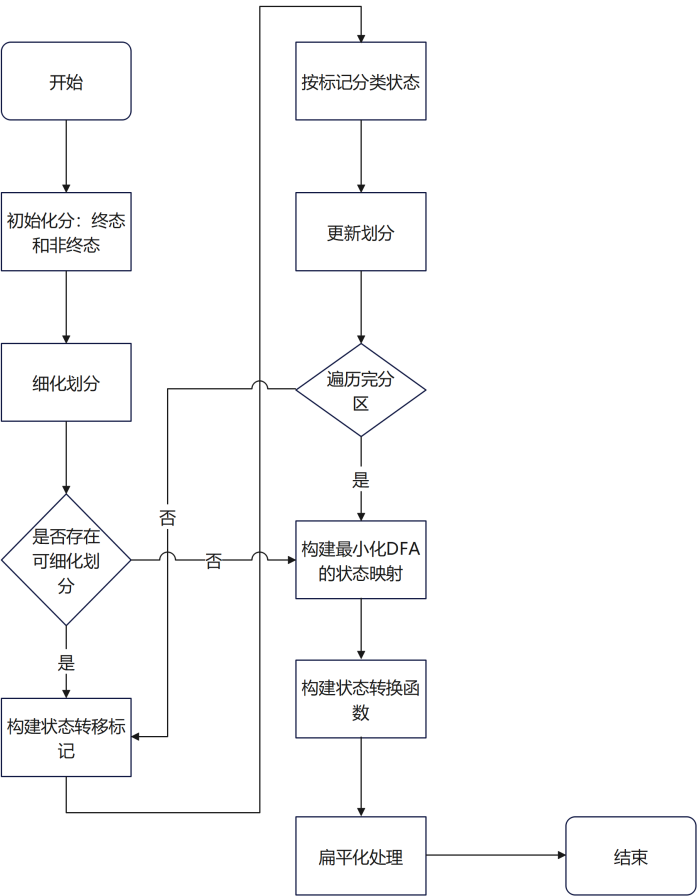 开始
初始化分：终态
和非终态
细化划分
是否存在
可细化划
分
是
否
构建状态转移标
记
按标记分类状态
更新划分
遍历完分
区
否
是
构建最小化DFA
的状态映射
构建状态转换函
数
扁平化处理
结束